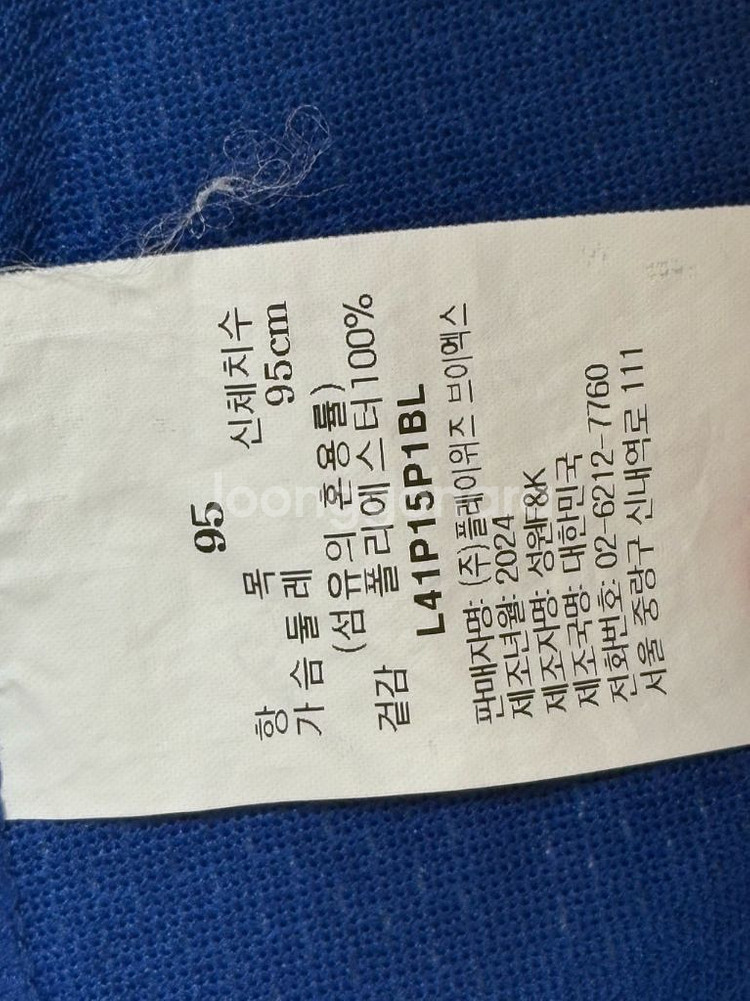 95
항 목 신체치수
가슴둘레 95cm
(섬유의 혼용률)
겉감 폴리에스터100%
L41P15P1BL
판매자명: (주)플레이위즈 브이엑스
제조년월: 2024
제조자명: 성원F&K
제조국명: 대한민국
전화번호: 02-6212-7760
서울 중랑구 신내역로 111